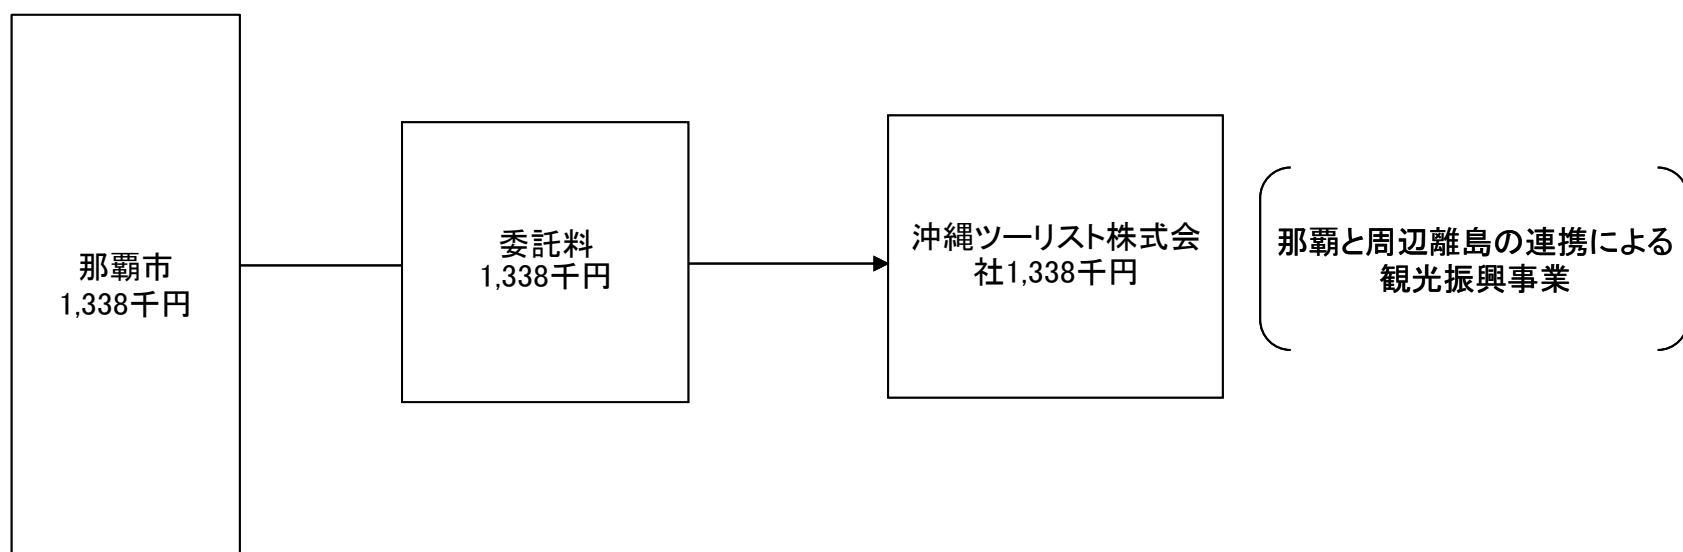 那覇市
1,338千円
委託料
1,338千円
沖縄ツーリスト株式会
社1,338千円
那覇と周辺離島の連携による
観光振興事業